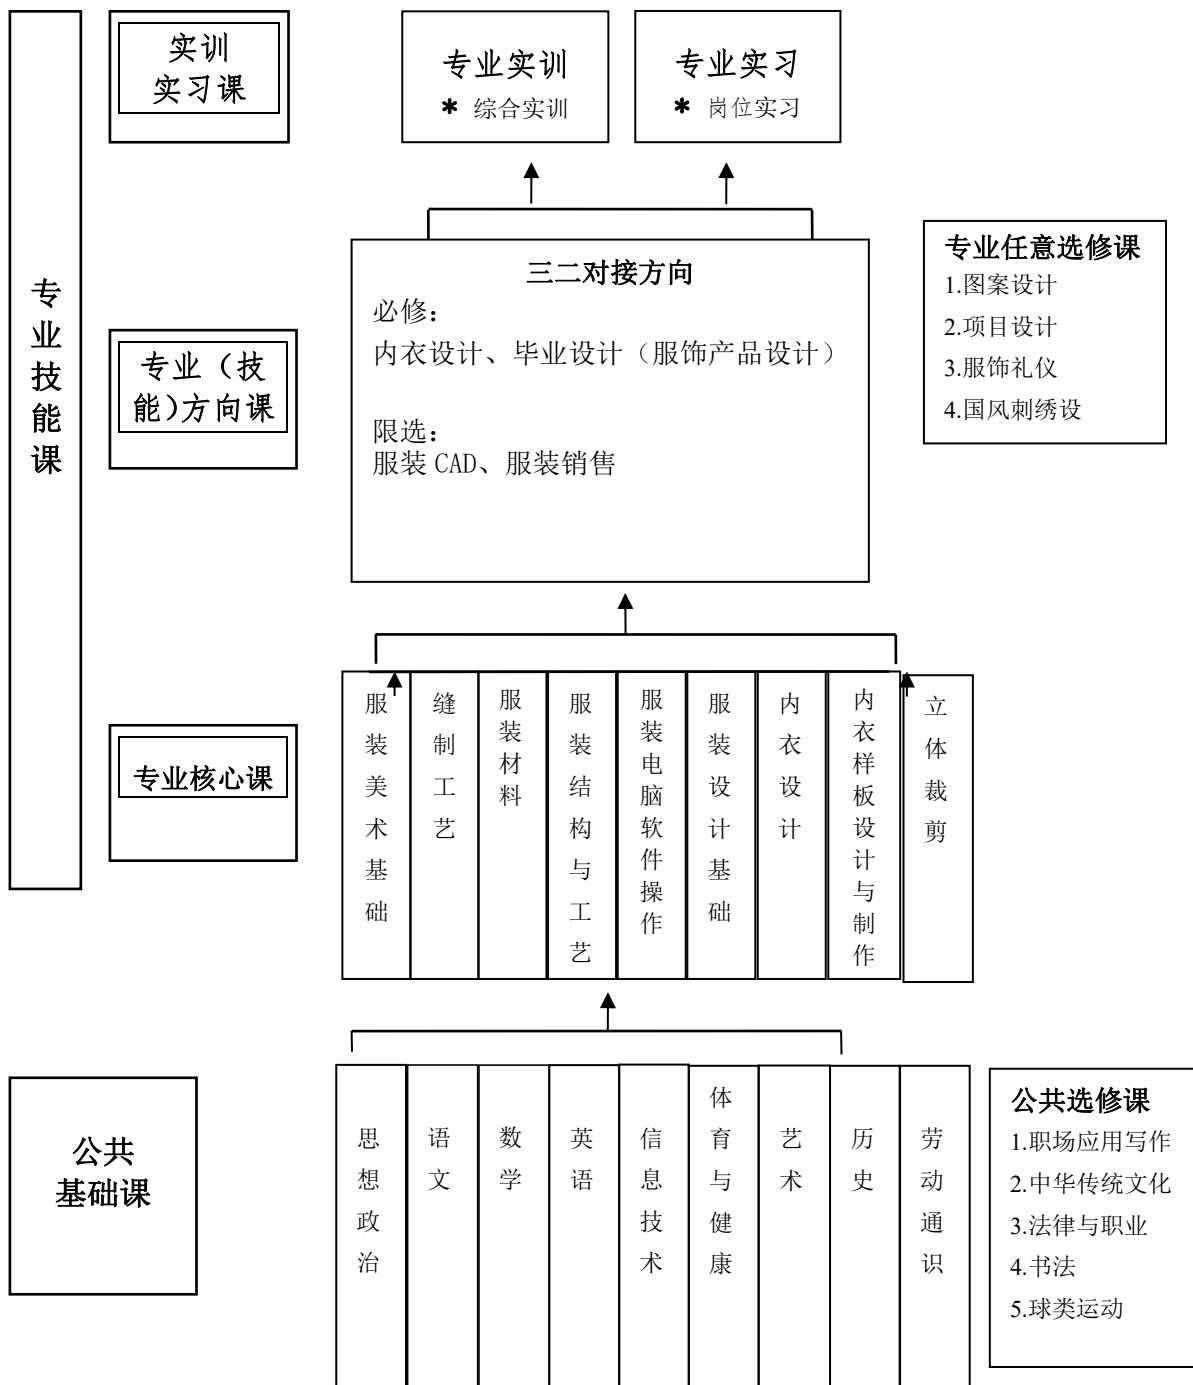 专业技能课
实训
实习课
专业实训
* 综合实训
专业实习
* 岗位实习
三二对接方向
必修：
内衣设计、毕业设计（服饰产品设计）
限选：
服装 CAD、服装销售
专业（技
能）方向课
专业任意选修课
1.图案设计
2.项目设计
3.服饰礼仪
4.国风刺绣设
专业核心课
服装美术基础
缝制工艺
服装材料
服装结构与工艺
服装电脑软件操作
服装设计基础
内衣设计
内衣样板设计与制作
立体裁剪
公共
基础课
思想政治
语文
数学
英语
信息技术
体育与健康
艺术
历史
劳动通识
公共选修课
1.职场应用写作
2.中华传统文化
3.法律与职业
4.书法
5.球类运动